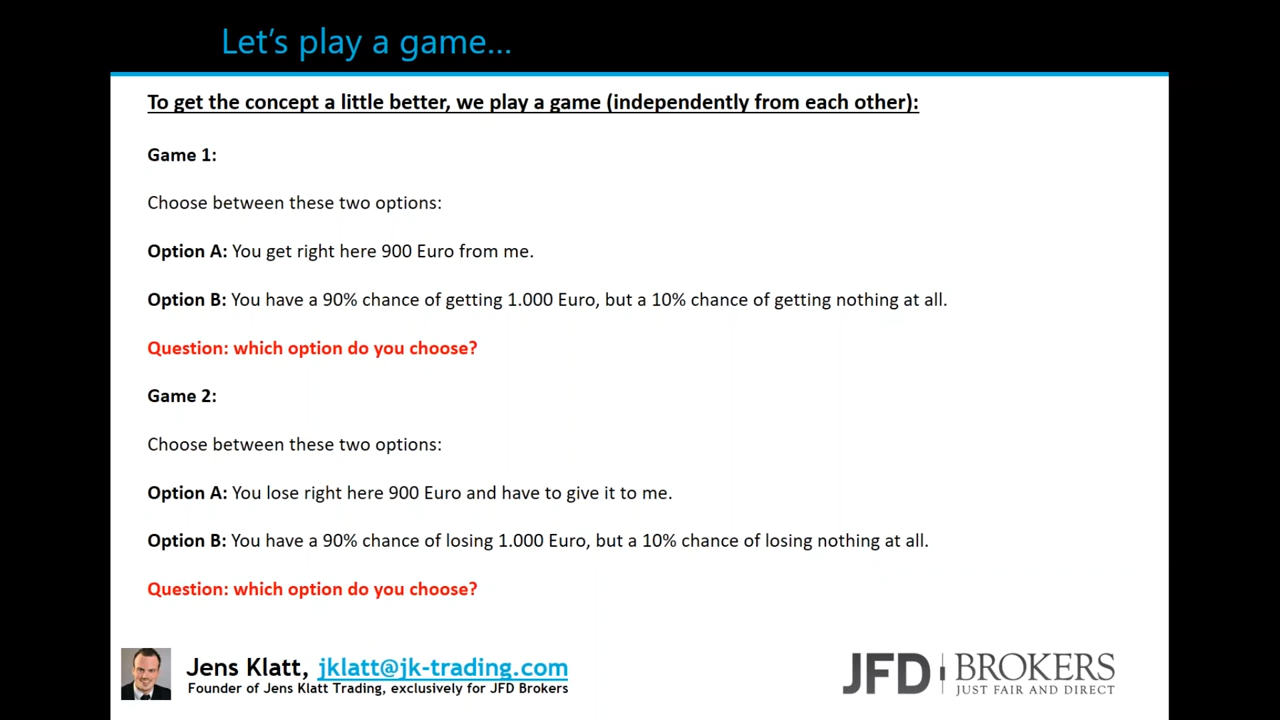 Let's play a game...
To get the concept a little better, we play a game (independently from each other):
Game 1:
Choose between these two options:
Option A: You get right here 900 Euro from me.
Option B: You have a 90% chance of getting 1.000 Euro, but a 10% chance of getting nothing at all.
Question: which option do you choose?
Game 2:
Choose between these two options:
Option A: You lose right here 900 Euro and have to give it to me.
Option B: You have a 90% chance of losing 1.000 Euro, but a 10% chance of losing nothing at all.
Question: which option do you choose?
Jens Klatt, jklatt@jk-trading.com
Founder of Jens Klatt Trading, exclusively for JFD Brokers
JFD BROKERS
JUST FAIR AND DIRECT